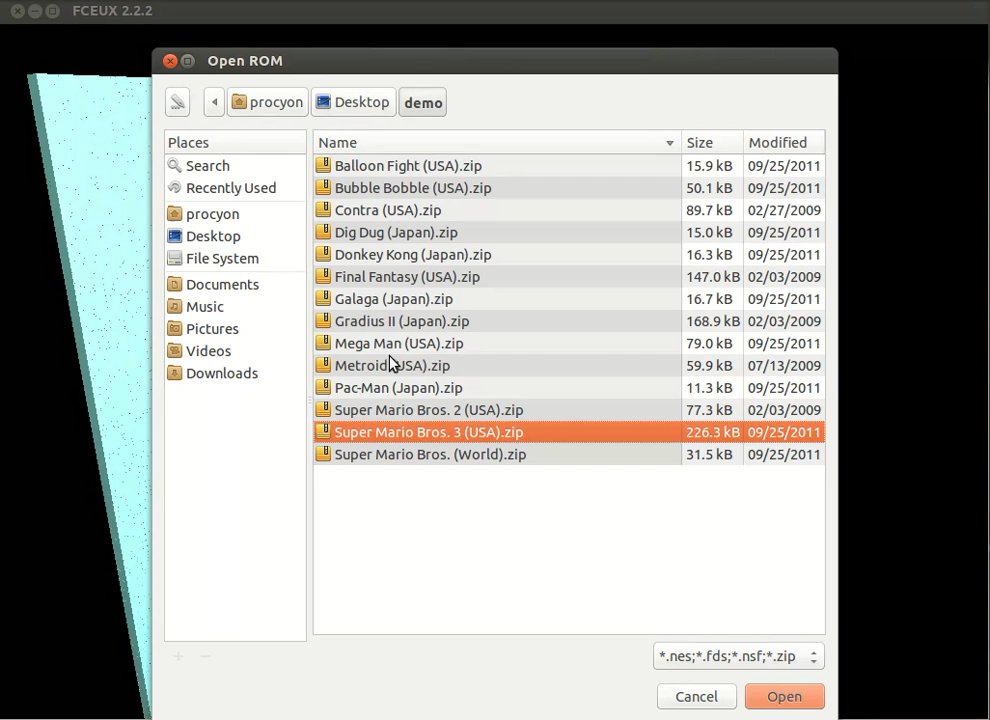 FCEUX 2.2.2
Open ROM
procyon Desktop demo
Places
Search
Recently Used
procyon
Desktop
File System
Documents
Music
Pictures
Videos
Downloads
Name Size Modified
Balloon Fight (USA).zip 15.9 kB 09/25/2011
Bubble Bobble (USA).zip 50.1 kB 09/25/2011
Contra (USA).zip 89.7 kB 02/27/2009
Dig Dug (Japan).zip 15.0 kB 09/25/2011
Donkey Kong (Japan).zip 16.3 kB 09/25/2011
Final Fantasy (USA).zip 147.0 kB 02/03/2009
Galaga (Japan).zip 16.7 kB 09/25/2011
Gradius II (Japan).zip 168.9 kB 02/03/2009
Mega Man (USA).zip 79.0 kB 09/25/2011
Metroid (USA).zip 59.9 kB 07/13/2009
Pac-Man (Japan).zip 11.3 kB 09/25/2011
Super Mario Bros. 2 (USA).zip 77.3 kB 02/03/2009
Super Mario Bros. 3 (USA).zip 226.3 kB 09/25/2011
Super Mario Bros. (World).zip 31.5 kB 09/25/2011
*.nes;*.fds;*.nsf;*.zip
Cancel Open